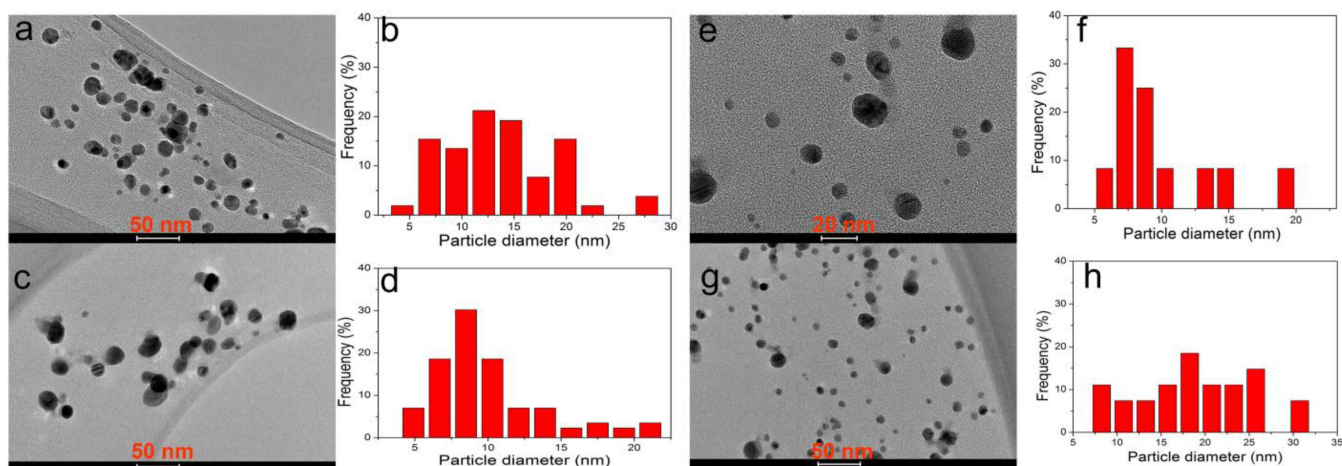 a
50 nm
b
Frequency (%)
40
30
20
10
0
5 10 15 20 25 30
Particle diameter (nm)
c
50 nm
d
Frequency (%)
40
30
20
10
0
5 10 15 20
Particle diameter (nm)
e
20 nm
f
Frequency (%)
40
30
20
10
0
5 10 15 20
Particle diameter (nm)
g
50 nm
h
Frequency (%)
40
30
20
10
0
5 10 15 20 25 30 35
Particle diameter (nm)